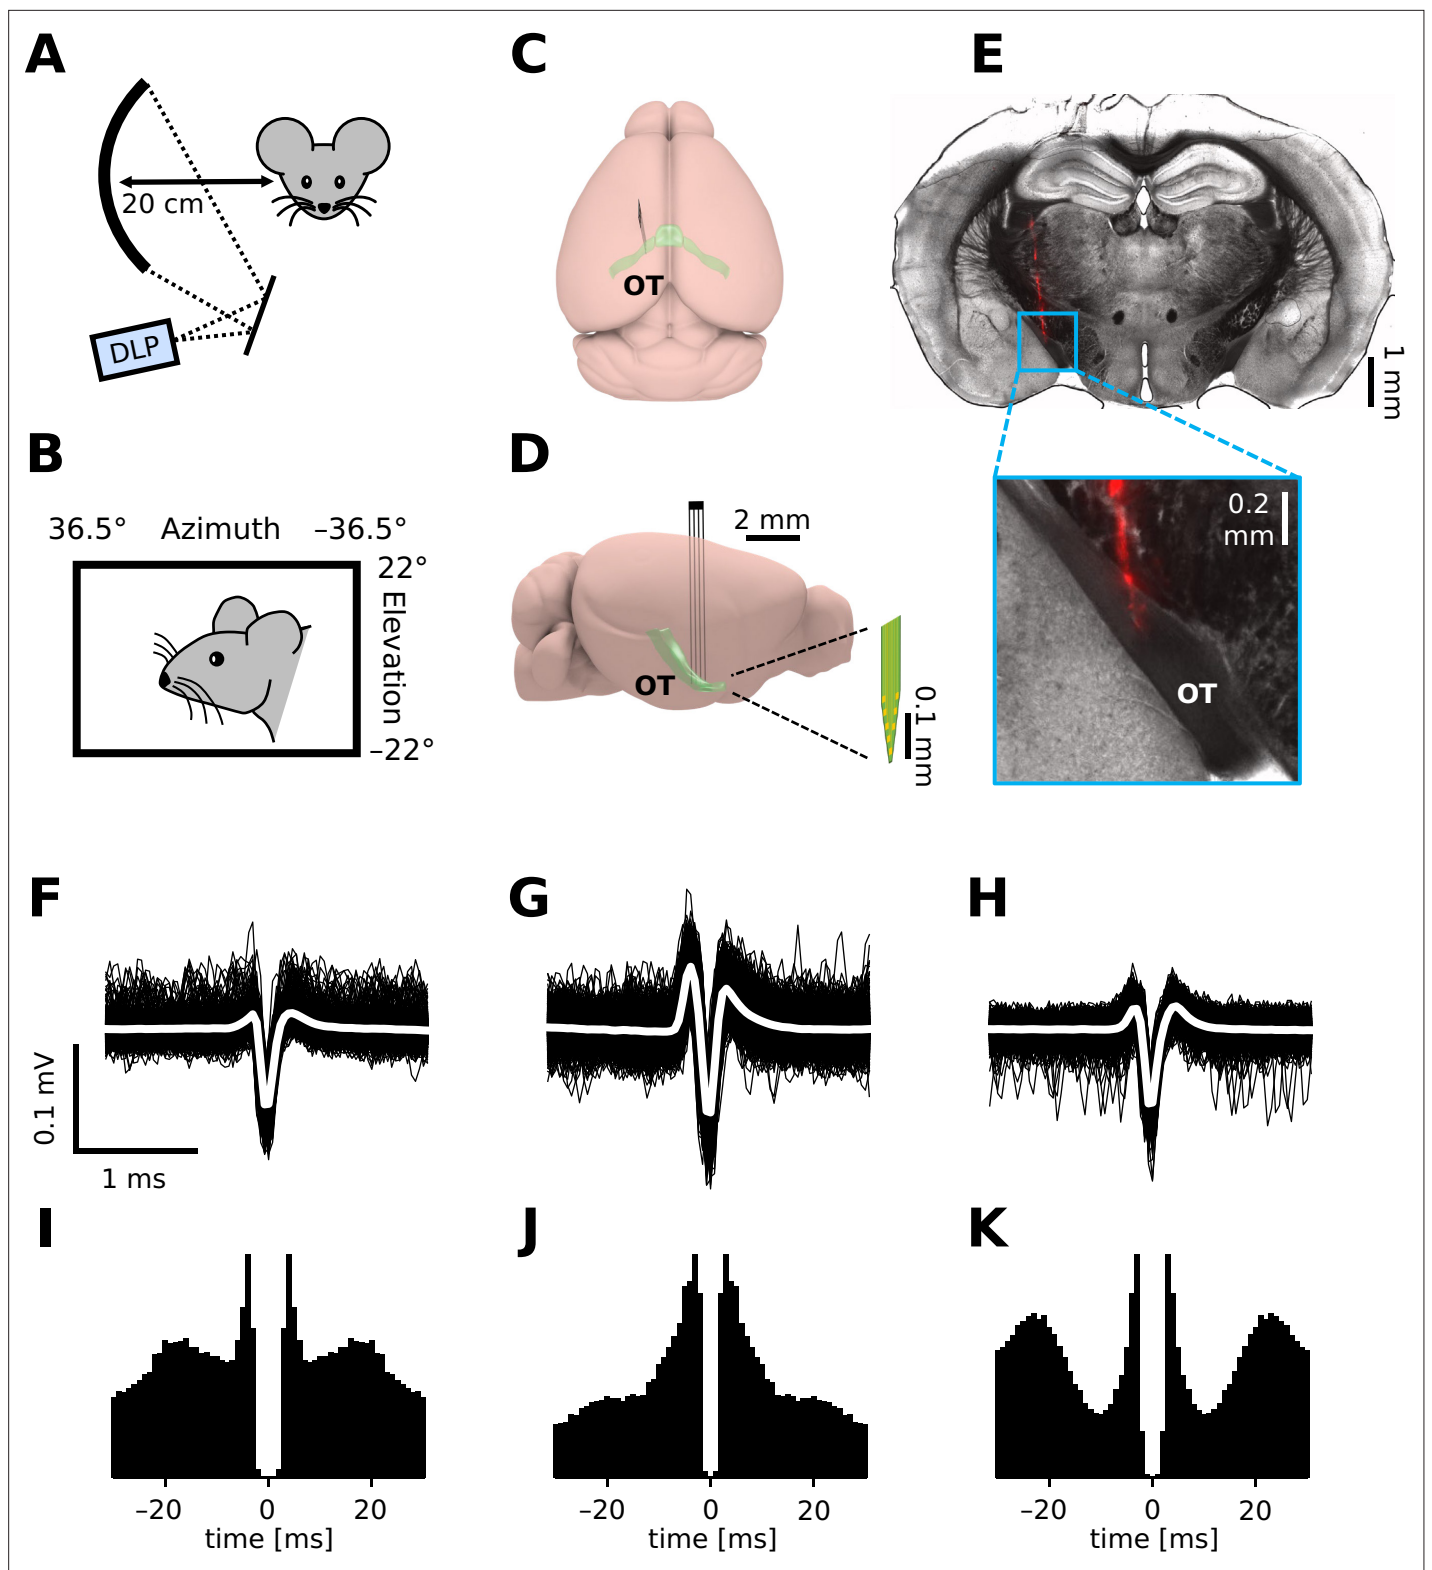 A
20 cm
DLP
B
36.5° Azimuth –36.5°
22°
Elevation
–22°
C
OT
D
2 mm
OT
0.1 mm
E
1 mm
0.2
mm
OT
F
0.1 mV
1 ms
G
H
I
–20 0 20
time [ms]
J
–20 0 20
time [ms]
K
–20 0 20
time [ms]